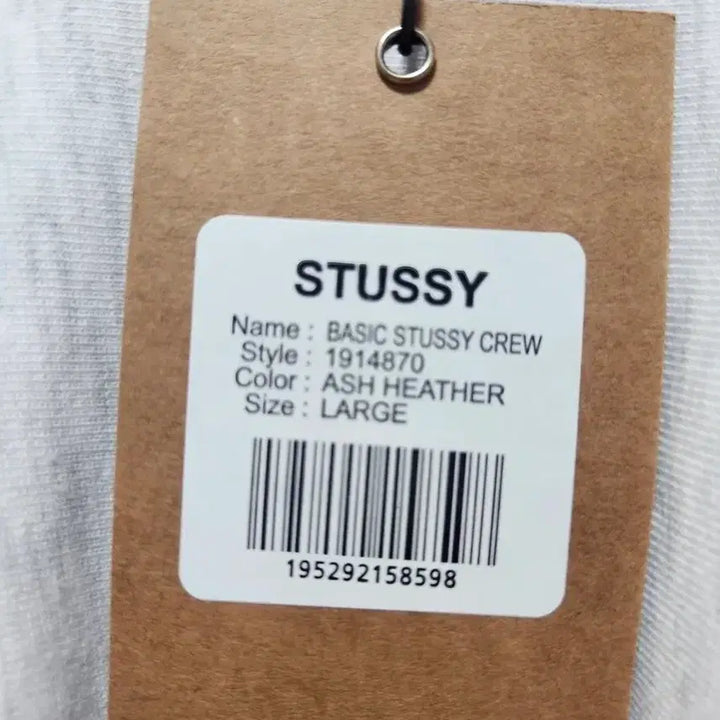 STUSSY
Name : BASIC STUSSY CREW
Style : 1914870
Color : ASH HEATHER
Size : LARGE
195292158598